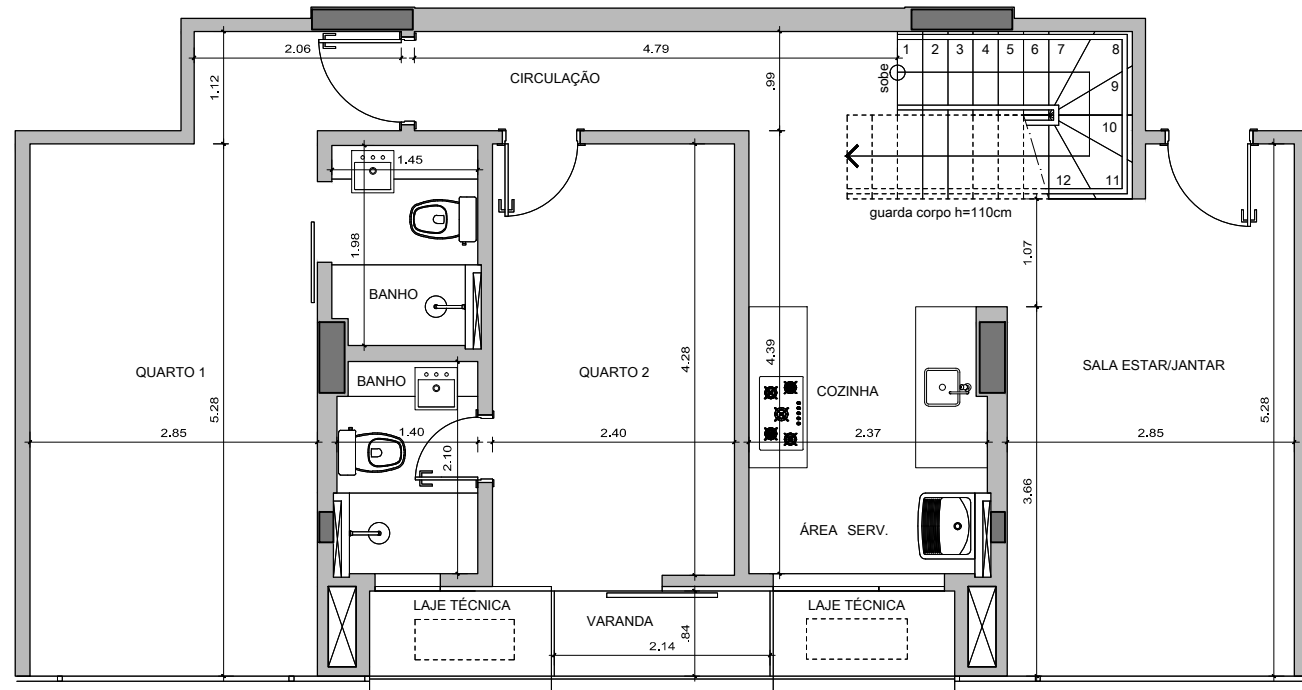 2.06
4.79
1
2
3
4
5
6
7
8
9
10
11
12
sobe
CIRCULAÇÃO
1.12
.99
1.45
guarda corpo h=110cm
1.98
1.07
BANHO
QUARTO 1
BANHO
QUARTO 2
4.28
4.39
COZINHA
SALA ESTAR/JANTAR
5.28
5.28
2.85
1.40
2.40
2.37
2.85
2.10
3.66
ÁREA SERV.
LAJE TÉCNICA
VARANDA
LAJE TÉCNICA
.84
2.14